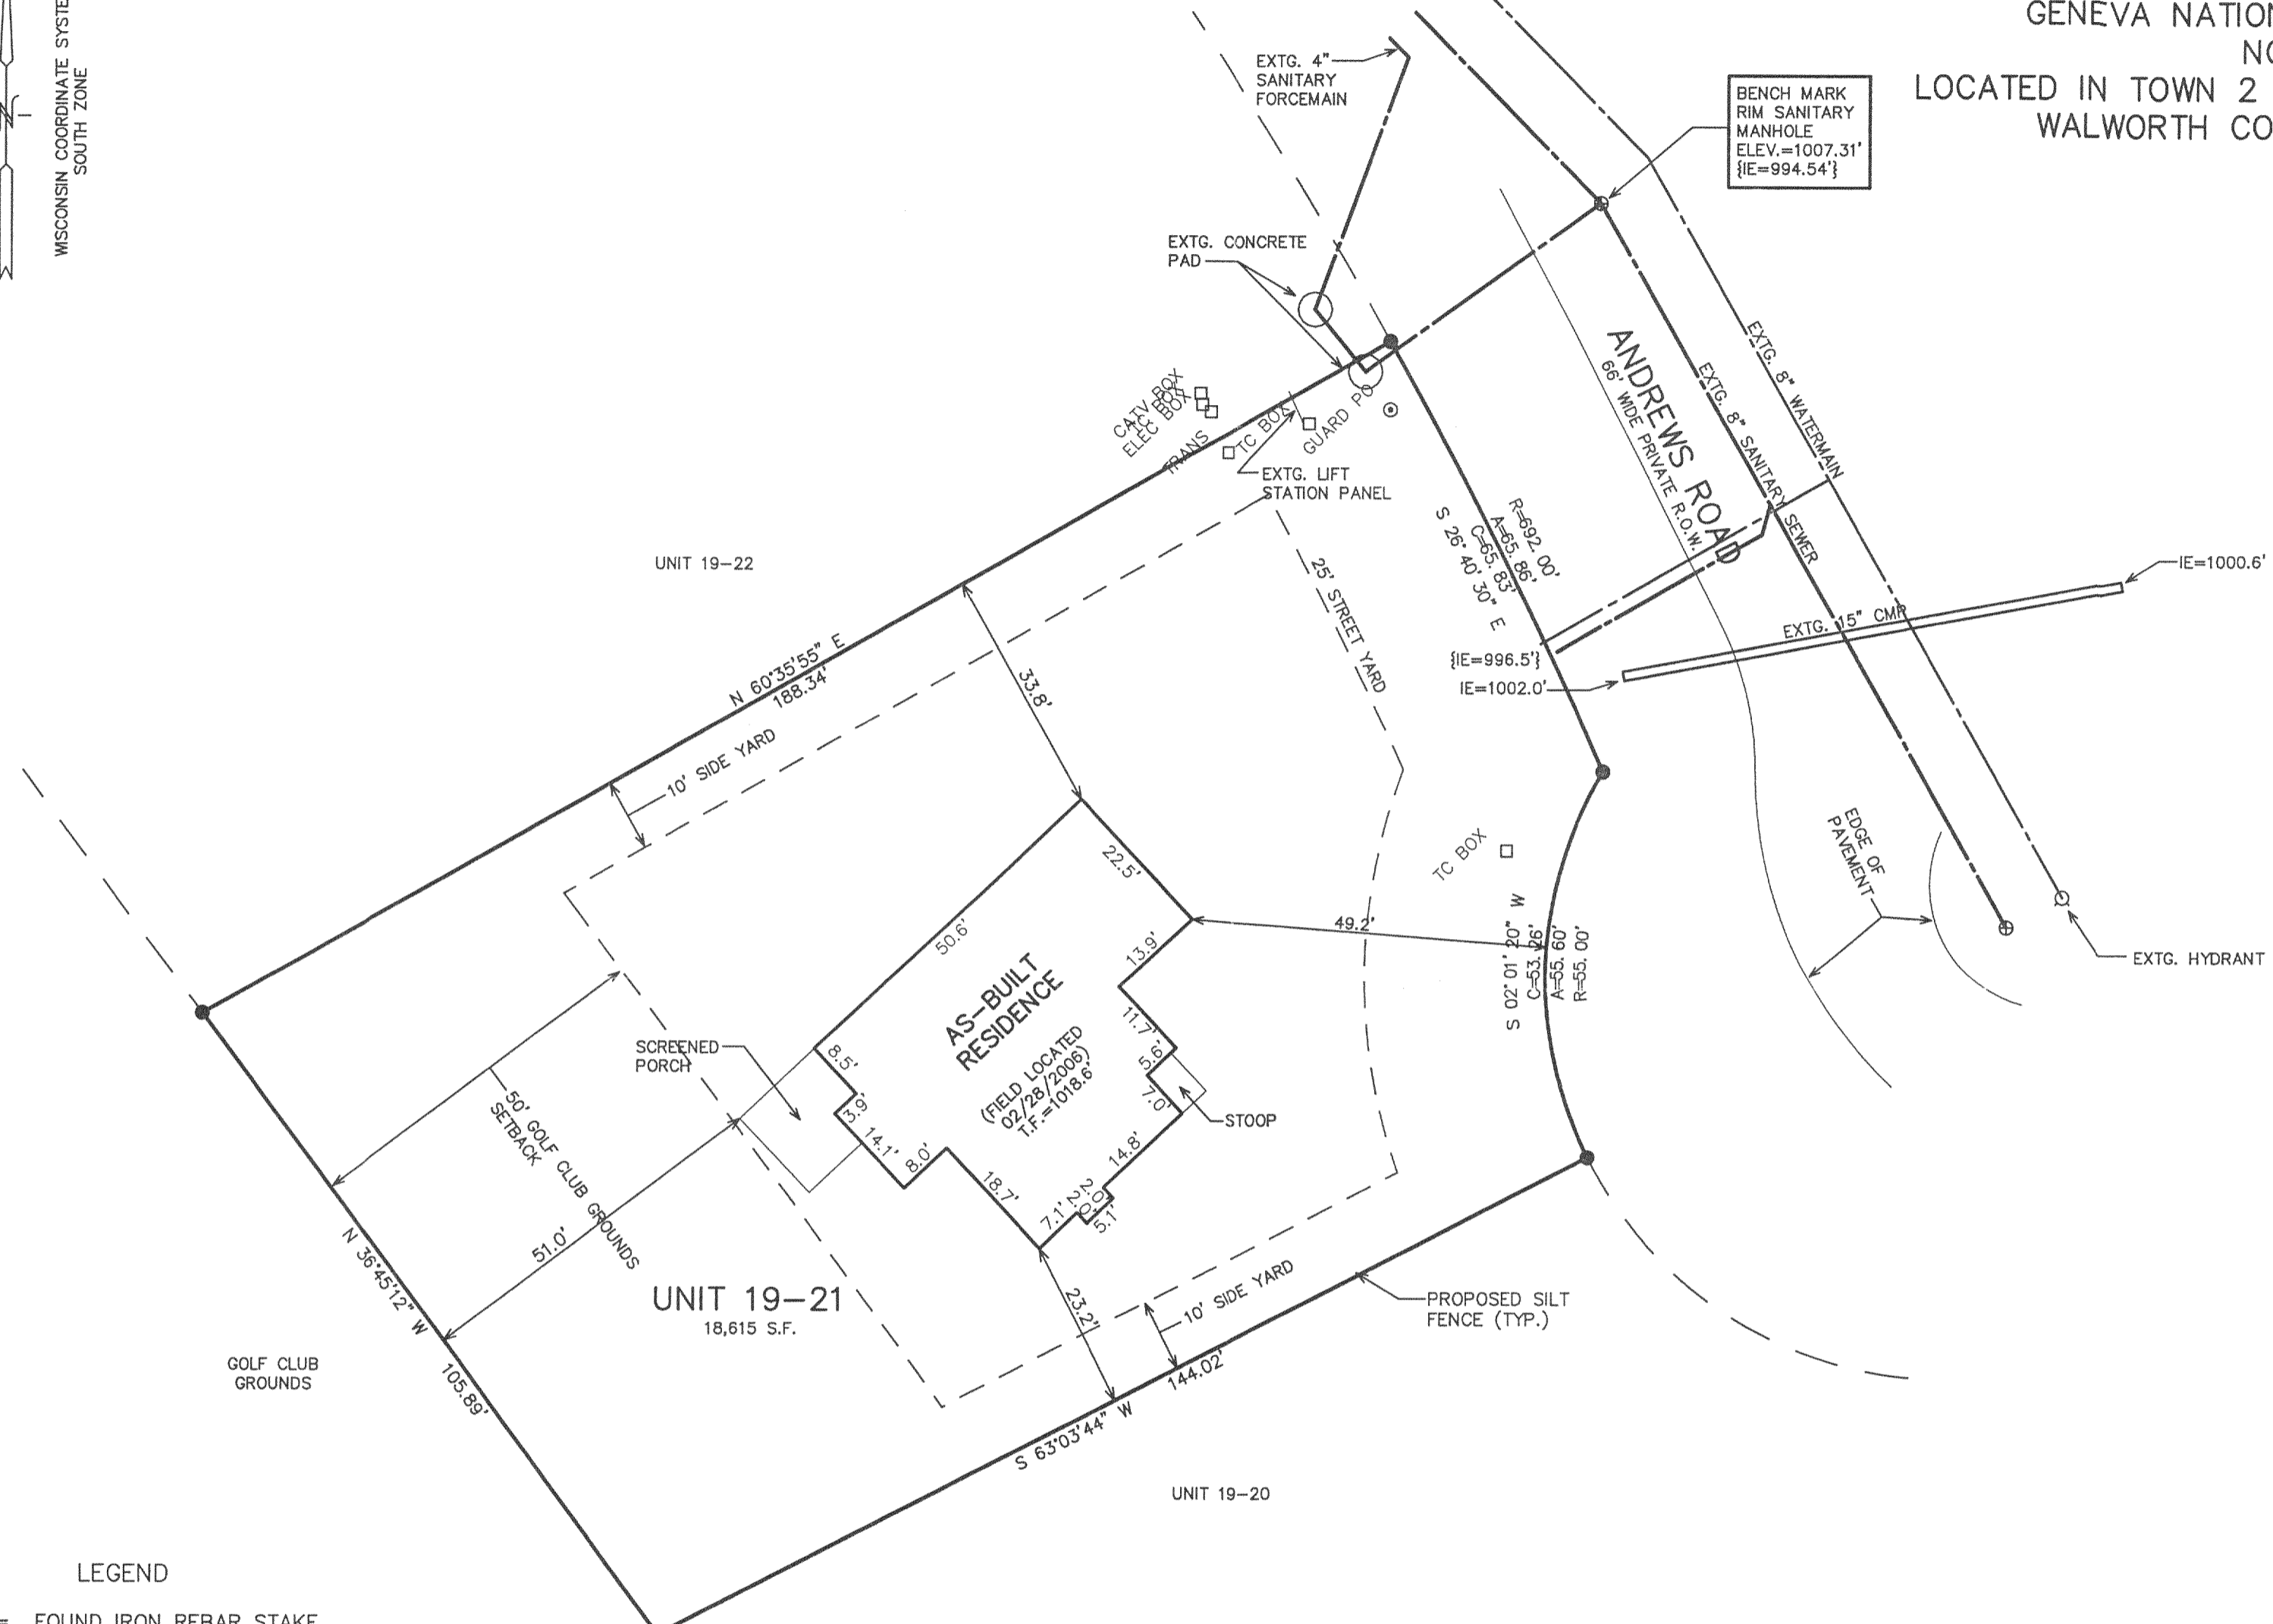 WISCONSIN COORDINATE SYSTE
SOUTH ZONE
N
GENEVA NATION
NO
LOCATED IN TOWN 2
WALWORTH CO
BENCH MARK
RIM SANITARY
MANHOLE
ELEV.=1007.31'
{IE=994.54'}
EXTG. 4"
SANITARY
FORCEMAIN
EXTG. CONCRETE
PAD
CATV BOX
TC BOX
ELEC BOX
TRANS
TC BOX
GUARD PO
EXTG. LIFT
STATION PANEL
ANDREWS ROAD
66' WIDE PRIVATE R.O.W.
EXTG. 8" SANITARY SEWER
EXTG. 8" WATERMAIN
R=692.00'
A=65.86'
C=65.83'
S 26°40'30" E
UNIT 19-22
N 60°35'55" E
188.34'
10' SIDE YARD
33.8'
25' STREET YARD
{IE=996.5'}
IE=1002.0'
EXTG. 15" CMP
IE=1000.6'
TC BOX
EDGE OF
PAVEMENT
EXTG. HYDRANT
22.5'
50.6'
13.9'
49.2'
S 02°01'20" W
C=53.26'
A=55.60'
R=55.00'
AS-BUILT
RESIDENCE
(FIELD LOCATED
02/28/2006)
T.F.=1018.6'
11.7'
5.6'
7.0'
STOOP
SCREENED
PORCH
8.5'
3.9'
14.1'
8.0'
18.7'
14.8'
2.0'
2.0'
7.1'
5.1'
50' GOLF CLUB GROUNDS
SETBACK
51.0'
N 36°45'12" W
105.89'
GOLF CLUB
GROUNDS
UNIT 19-21
18,615 S.F.
23.2'
10' SIDE YARD
144.02'
S 63°03'44" W
PROPOSED SILT
FENCE (TYP.)
UNIT 19-20
LEGEND
= FOUND IRON REBAR STAKE